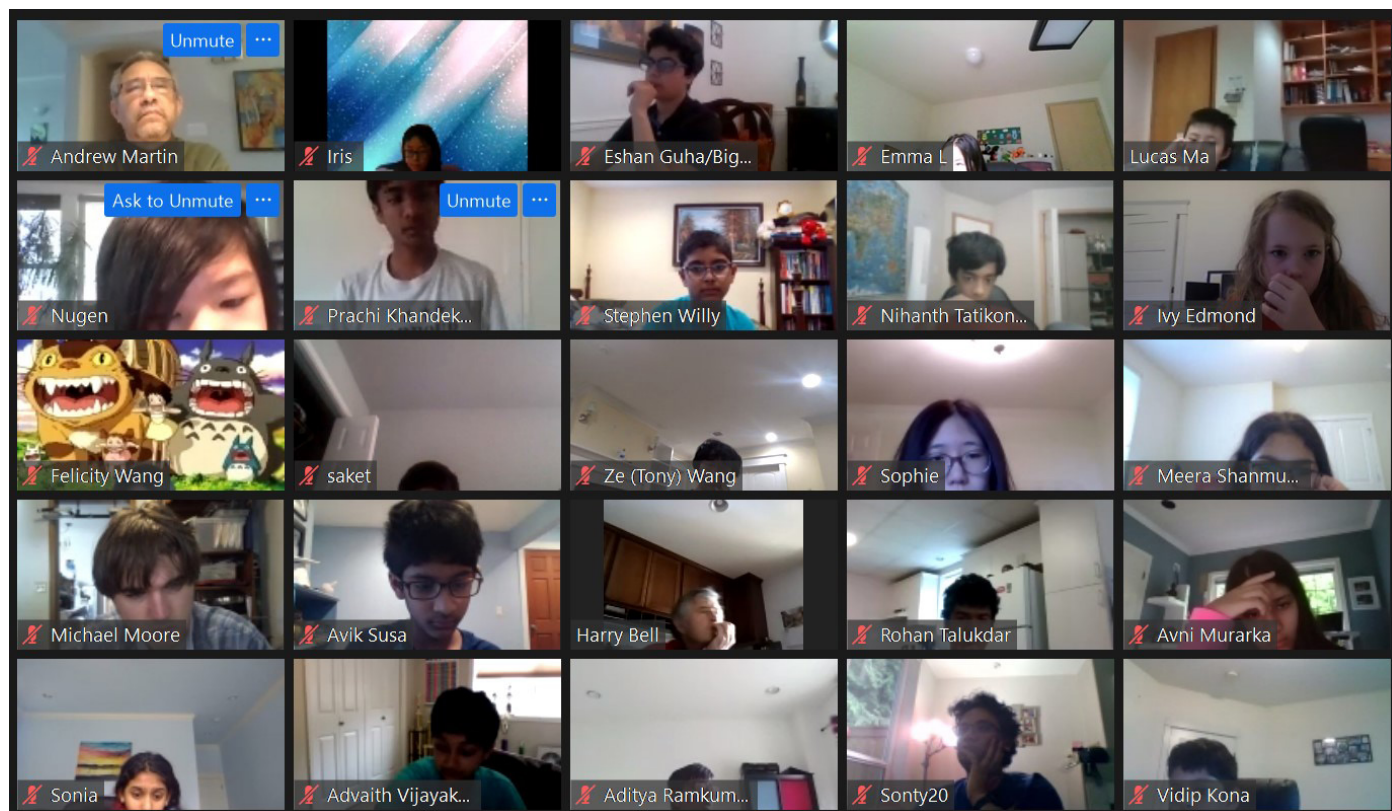 Unmute ...
Andrew Martin
Iris
Eshan Guha/Big...
Emma L
Lucas Ma
Ask to Unmute ...
Nugen
Unmute ...
Prachi Khandek...
Stephen Willy
Nihanth Tatikon...
Ivy Edmond
Felicity Wang
saket
Ze (Tony) Wang
Sophie
Meera Shanmu...
Michael Moore
Avik Susa
Harry Bell
Rohan Talukdar
Avni Murarka
Sonia
Advaith Vijayak...
Aditya Ramkum...
Sonty20
Vidip Kona